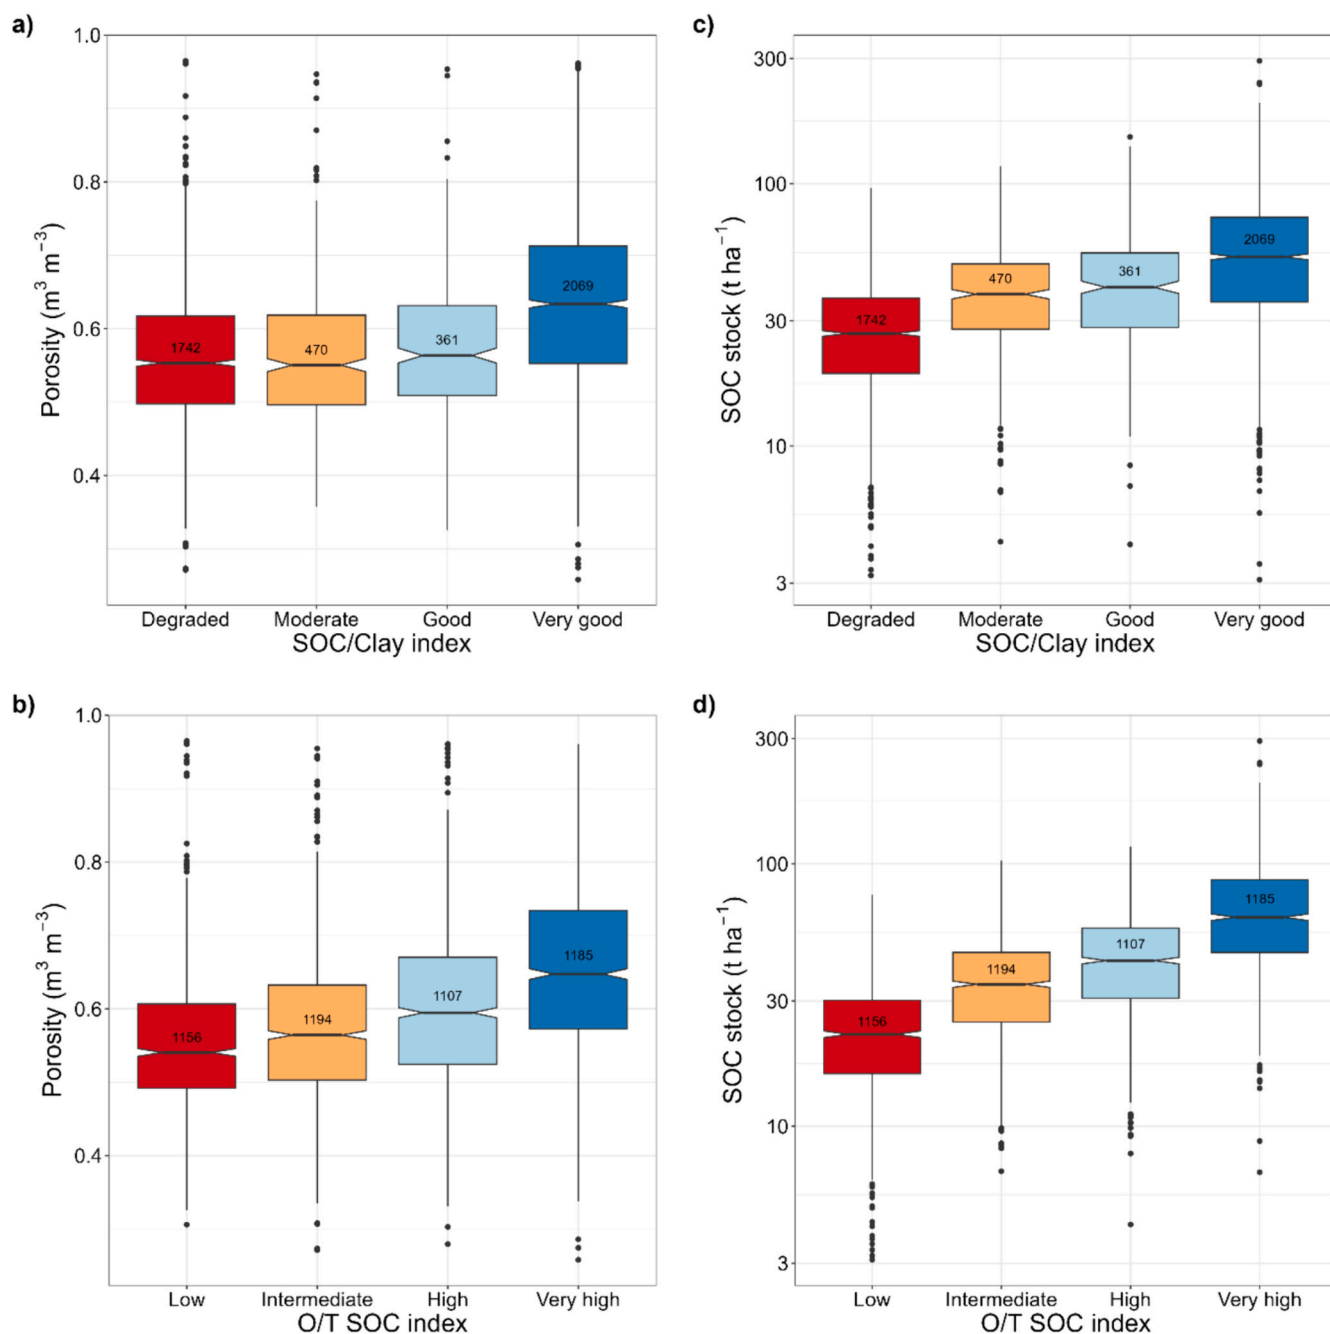 a)
1.0
0.8
0.6
0.4
Porosity (m³ m⁻³)
1742
470
361
2069
Degraded Moderate Good Very good
SOC/Clay index
c)
300
100
30
10
3
SOC stock (t ha⁻¹)
1742
470
361
2069
Degraded Moderate Good Very good
SOC/Clay index
b)
1.0
0.8
0.6
0.4
Porosity (m³ m⁻³)
1156
1194
1107
1185
Low Intermediate High Very high
O/T SOC index
d)
300
100
30
10
3
SOC stock (t ha⁻¹)
1156
1194
1107
1185
Low Intermediate High Very high
O/T SOC index